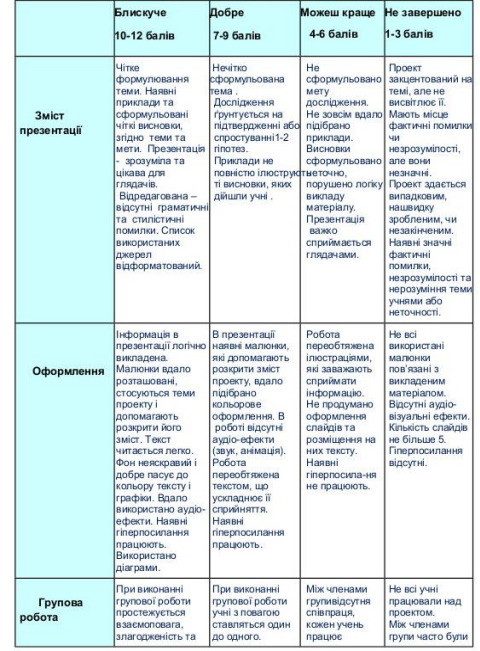 Блискуче
10-12 балів
Добре
7-9 балів
Можеш краще
4-6 балів
Не завершено
1-3 балів
Зміст
презентації
Чітке
формулювання
теми. Наявні
приклади та
сформульовані
чіткі висновки,
згідно  теми та
мети.  Презентація
-  зрозуміла та
цікава для
глядачів.
Відредагована –
відсутні  граматичні
та  стилістичні
помилки. Список
використаних
джерел
відформатований.
Нечітко
сформульована
тема .
Дослідження
ґрунтується на
підтвердженні або
спростуванні1-2
гіпотез.
Приклади не
повністю ілюструють
ті висновки, яких
дійшли учні .
Не
сформульовано
мету
дослідження.
Не зовсім вдало
підібрано
приклади.
Висновки
сформульовано
неточно,
порушено логіку
викладу
матеріалу.
Презентація
важко
сприймається
глядачами.
Проект
закцентований на
темі, але не
висвітлює її.
Мають місце
фактичні помилки
чи
незрозумілості,
але вони
незначні.
Проект здається
випадковим,
нашвидку
зробленим, чи
незакінченим.
Наявні значні
фактичні
помилки,
незрозумілості та
нерозуміння теми
учнями або
неточності.
Оформлення
Інформація в
презентації логічно
викладена.
Малюнки вдало
розташовані,
стосуються теми
проекту і
допомагають
розкрити його
зміст. Текст
читається легко.
Фон неяскравий і
добре пасує до
кольору тексту і
графіки. Вдало
використано аудіо-
ефекти. Наявні
гіперпосилання
працюють.
Використано
діаграми.
В презентації
наявні малюнки,
які допомагають
розкрити зміст
проекту, вдало
підібрано
кольорове
оформлення. В
роботі відсутні
аудіо-ефекти
(звук, анімація).
Робота
переобтяжена
текстом, що
ускладнює її
сприйняття.
Наявні
гіперпосилання
працюють.
Робота
переобтяжена
ілюстраціями,
які заважають
сприймати
інформацію.
Не продумано
оформлення
слайдів та
розміщення на
них тексту.
Наявні
гіперпосила-ня
не працюють.
Не всі
використані
малюнки
пов’язані з
викладеним
матеріалом.
Відсутні аудіо-
візуальні ефекти.
Кількість слайдів
не більше 5.
Гіперпосилання
відсутні.
Групова
робота
При виконанні
групової роботи
простежується
взаємоповага,
злагодженість та
При виконанні
групової роботи
учні з повагою
ставляться один
до одного.
Між членами
групивідсутня
співпраця,
кожен учень
працює
Не всі учні
працювали над
проектом.
Між членами
групи часто були